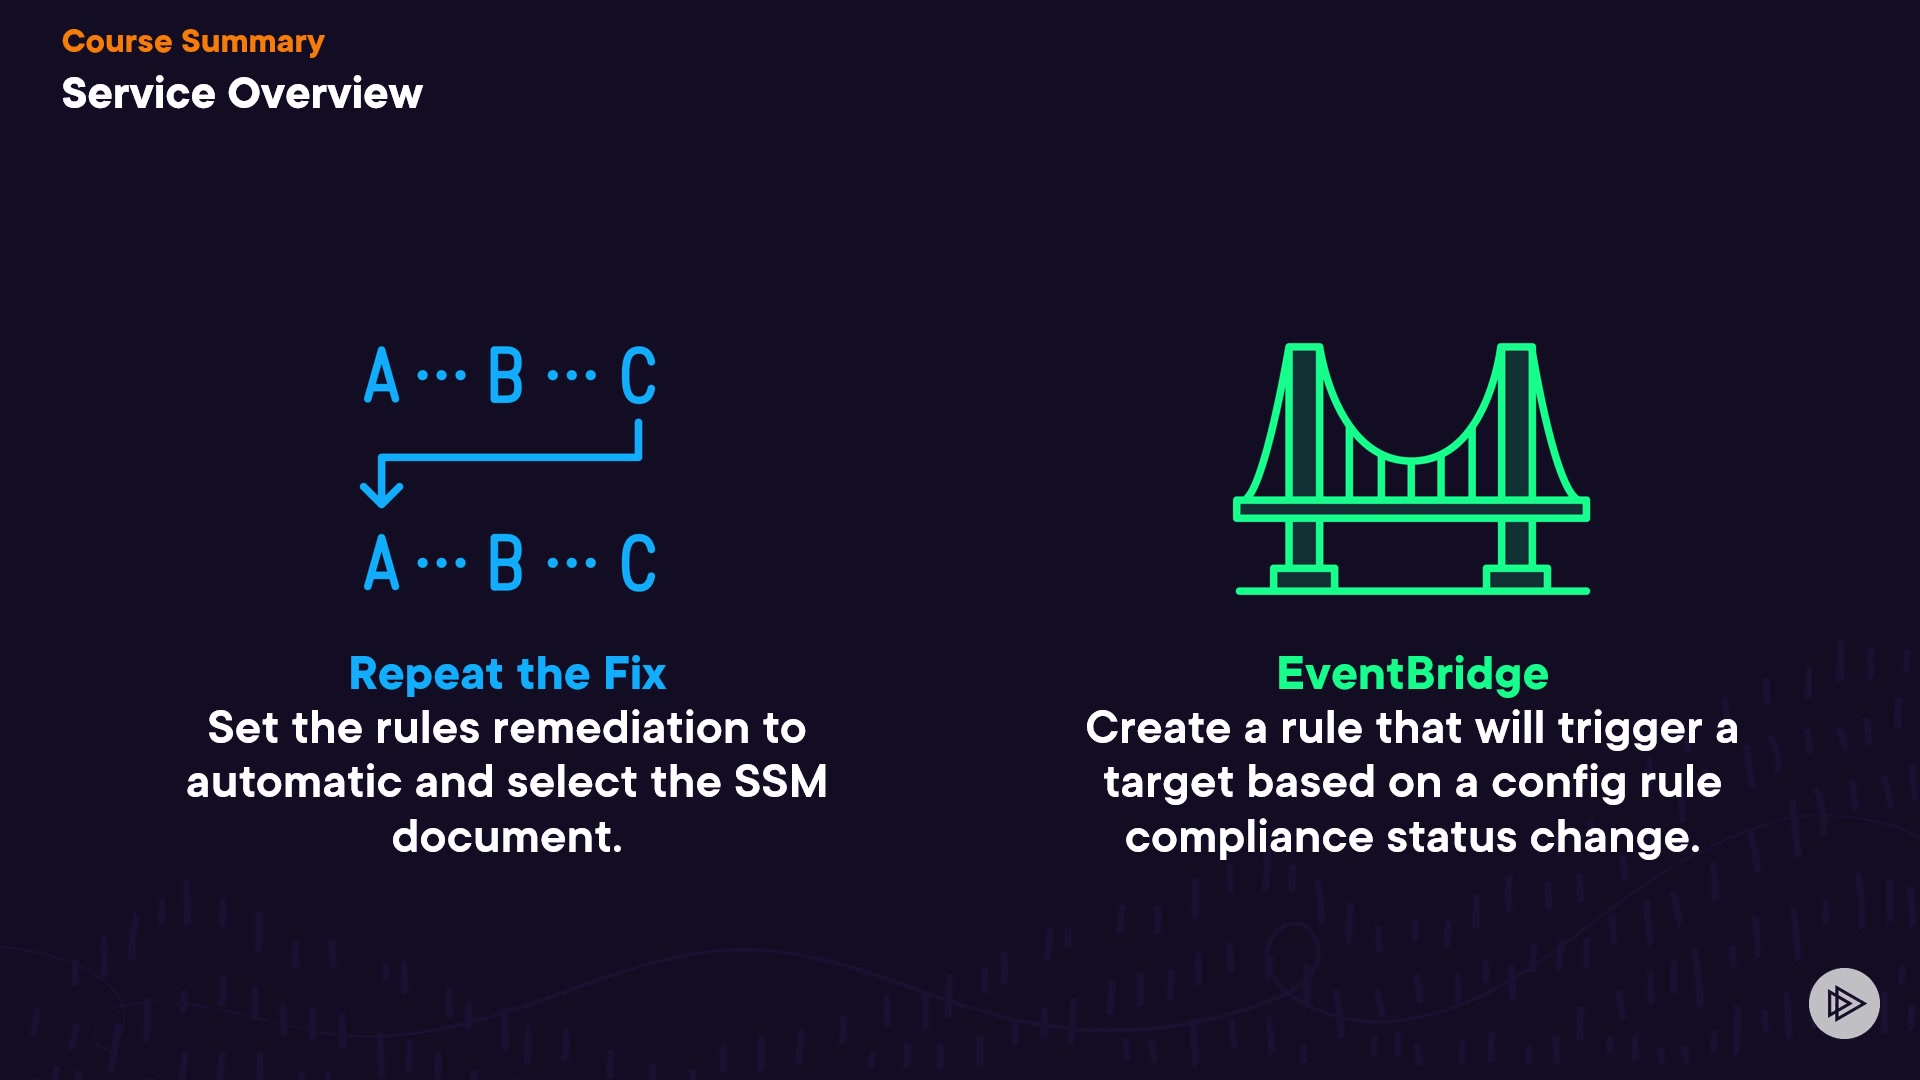 Course Summary
Service Overview
A ··· B ··· C
A ··· B ··· C
Repeat the Fix
Set the rules remediation to
automatic and select the SSM
document.
EventBridge
Create a rule that will trigger a
target based on a config rule
compliance status change.